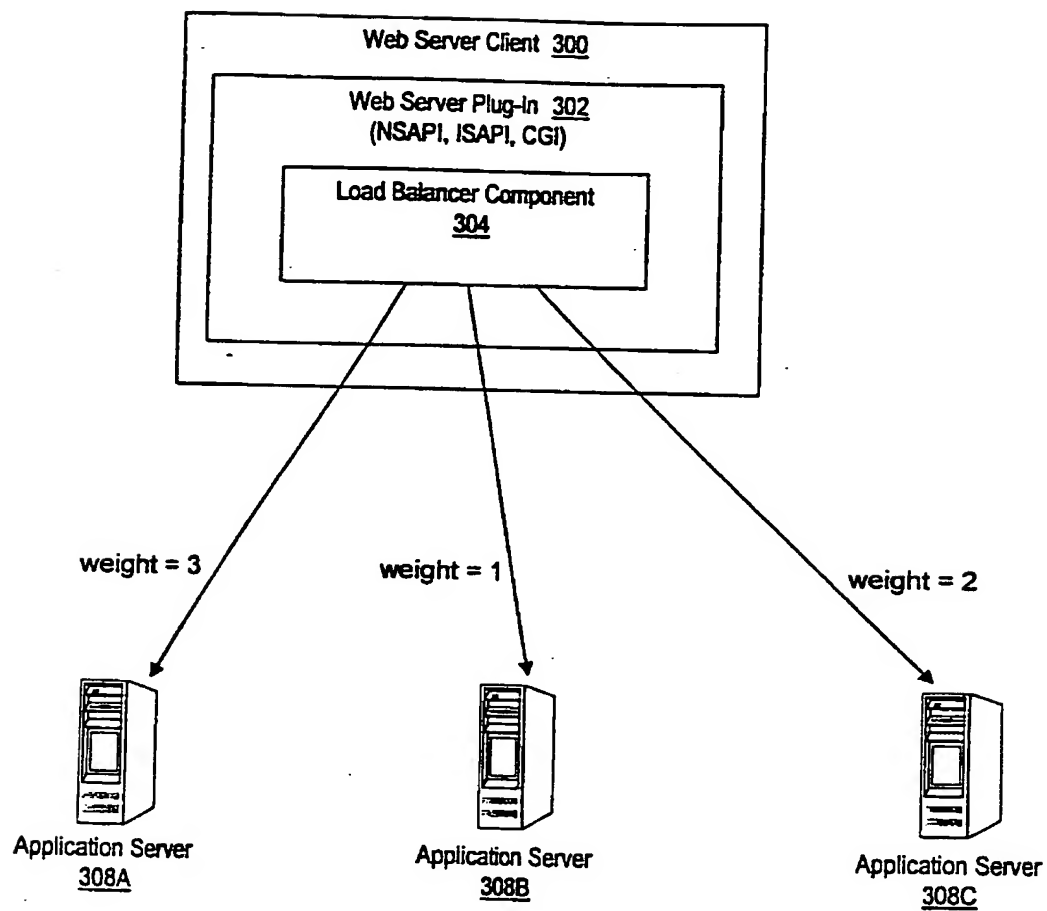 Web Server Client 300
Web Server Plug-in 302
(NSAPI, ISAPI, CGI)
Load Balancer Component
304
weight = 3
weight = 1
weight = 2
Application Server
308A
Application Server
308B
Application Server
308C